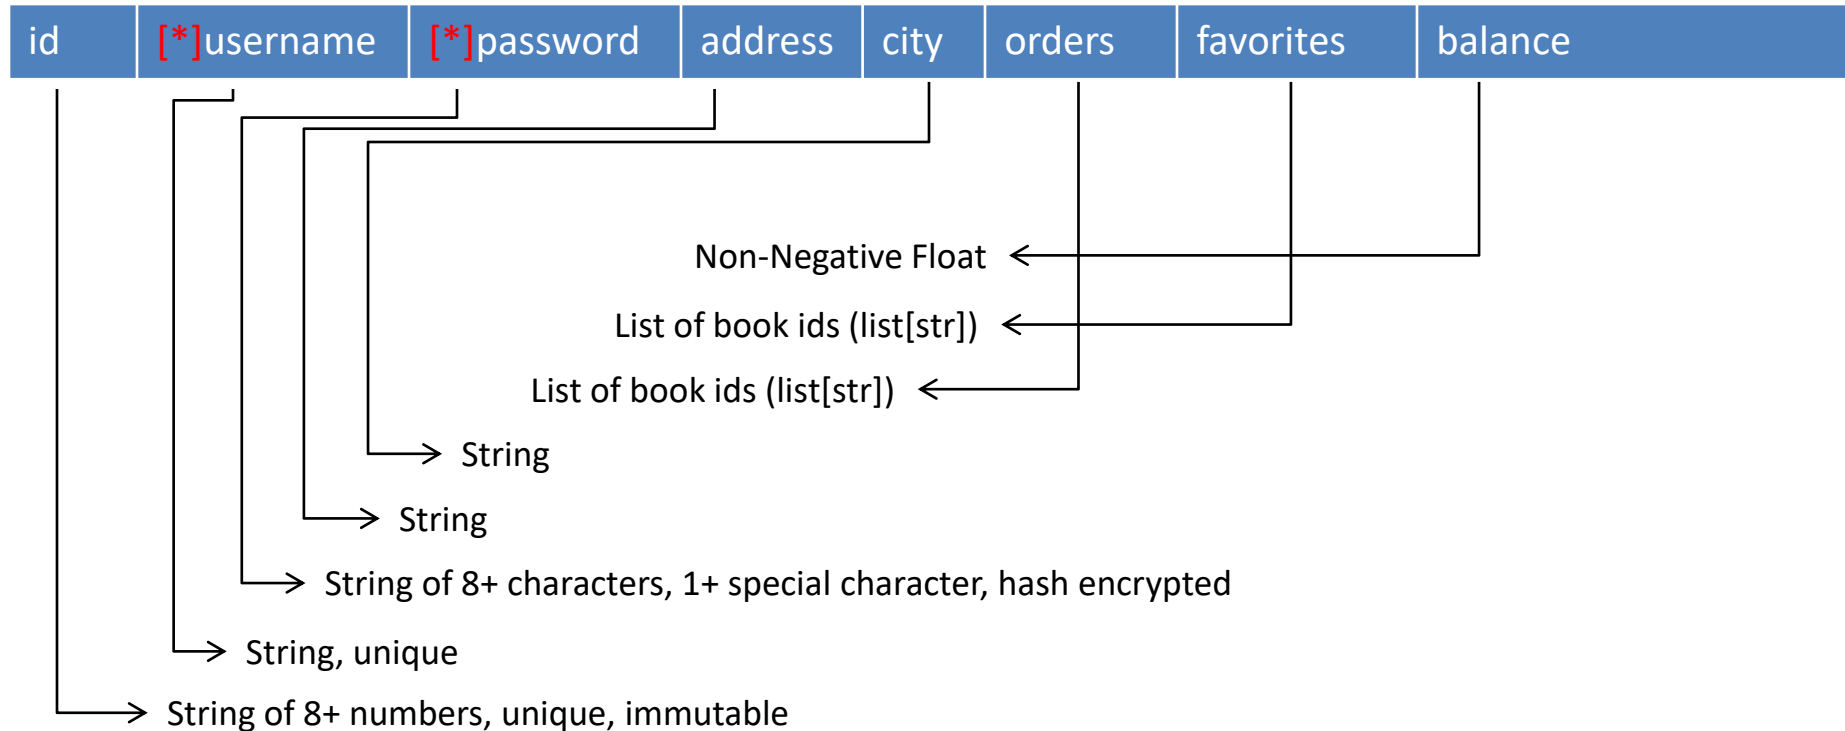 id [*]username [*]password address city orders favorites balance
Non-Negative Float
List of book ids (list[str])
List of book ids (list[str])
String
String
String of 8+ characters, 1+ special character, hash encrypted
String, unique
String of 8+ numbers, unique, immutable